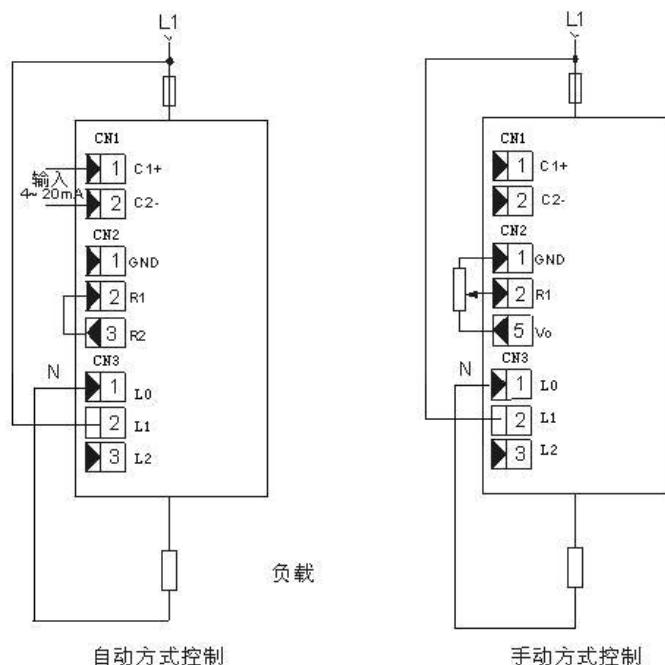 L1
CN1
1 C1+
输入
4~20mA
2 C2-
CN2
1 GND
2 R1
3 R2
CN3
N
1 L0
2 L1
3 L2
负载
自动方式控制
L1
CN1
1 C1+
2 C2-
CN2
1 GND
2 R1
5 Vo
CN3
N
1 L0
2 L1
3 L2
手动方式控制